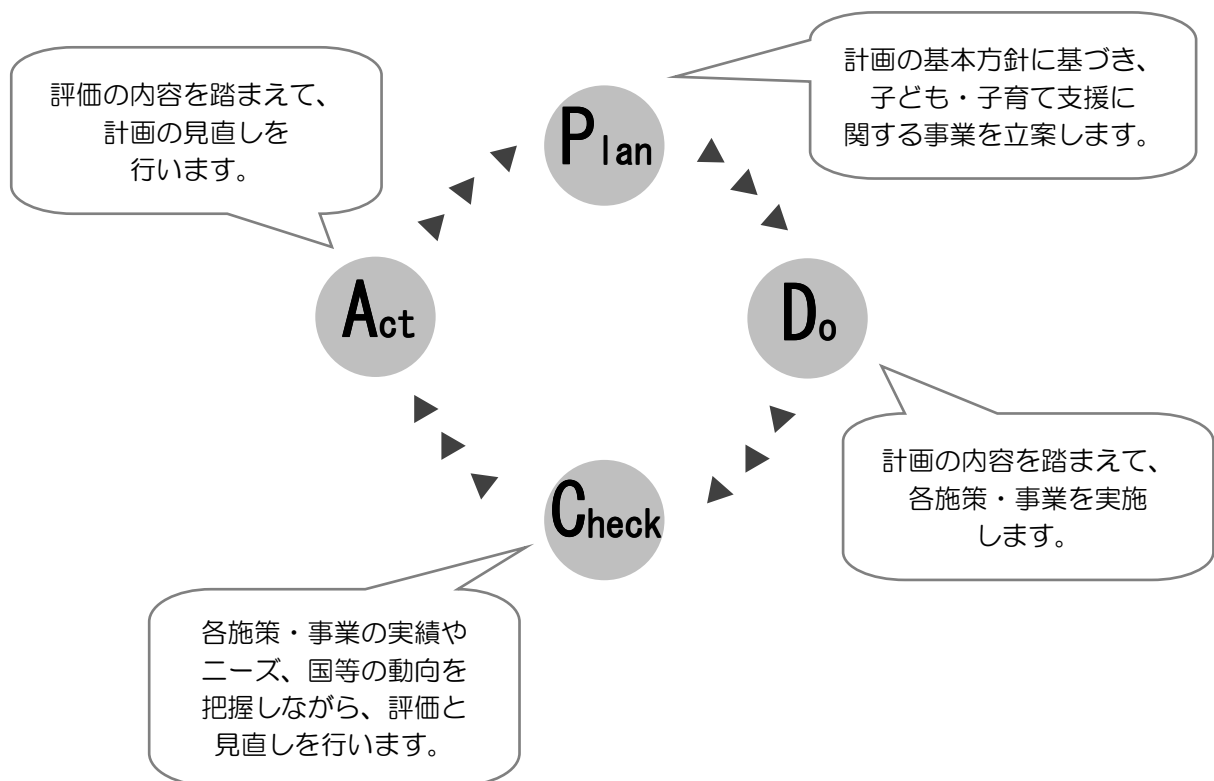 計画の基本方針に基づき、
子ども・子育て支援に
関する事業を立案します。
評価の内容を踏まえて、
計画の見直しを
行います。
Plan
Act
Do
計画の内容を踏まえて、
各施策・事業を実施
します。
Check
各施策・事業の実績や
ニーズ、国等の動向を
把握しながら、評価と
見直しを行います。